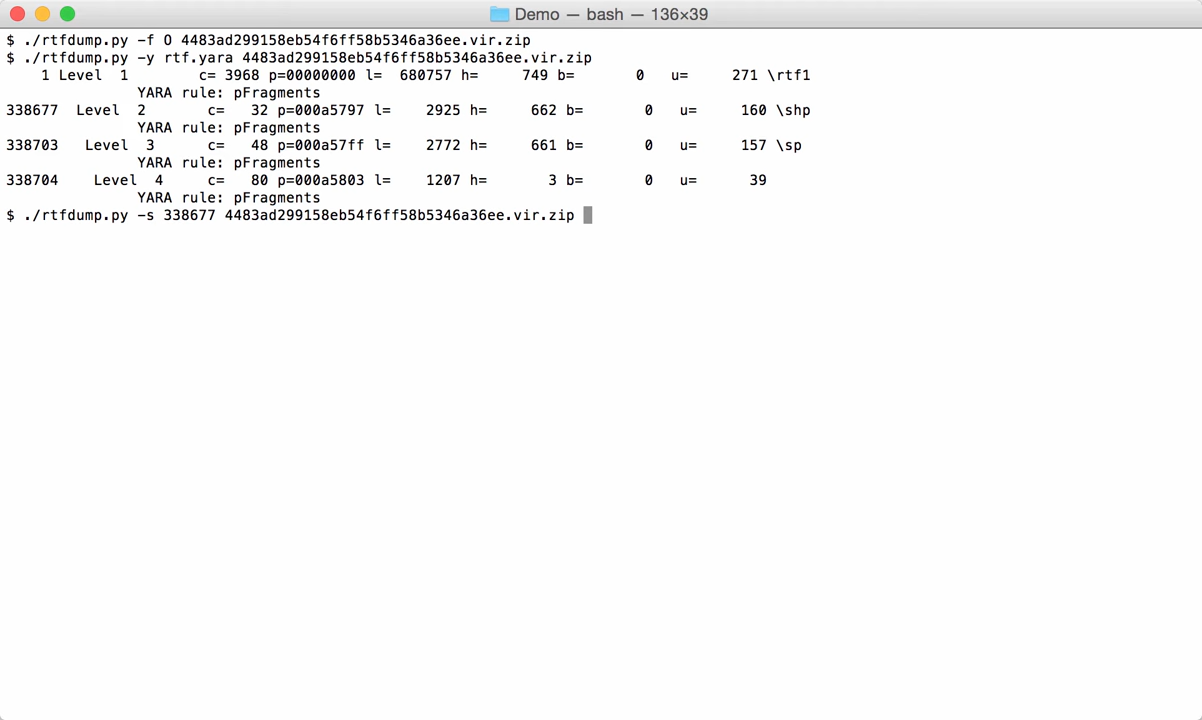 Demo — bash — 136×39
$ ./rtfdump.py -f O 4483ad299158eb54f6ff58b5346a36ee.vir.zip
$ ./rtfdump.py -y rtf.yara 4483ad299158eb54f6ff58b5346a36ee.vir.zip
    1 Level  1        c= 3968 p=00000000 l=  680757 h=     749 b=       0   u=     271 \rtf1
               YARA rule: pFragments
338677  Level  2       c=   32 p=000a5797 l=    2925 h=     662 b=       0   u=     160 \shp
               YARA rule: pFragments
338703   Level  3      c=   48 p=000a57ff l=    2772 h=     661 b=       0   u=     157 \sp
               YARA rule: pFragments
338704    Level  4     c=   80 p=000a5803 l=    1207 h=       3 b=       0   u=      39
               YARA rule: pFragments
$ ./rtfdump.py -s 338677 4483ad299158eb54f6ff58b5346a36ee.vir.zip